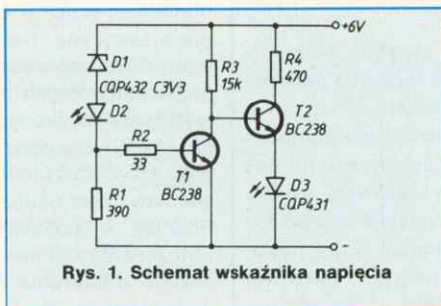 +6V
D1
CQP432 C3V3
D2
R3
15k
R4
470
R2
33
T2
BC238
T1
BC238
R1
390
D3
CQP431
-
Rys. 1. Schemat wskaźnika napięcia